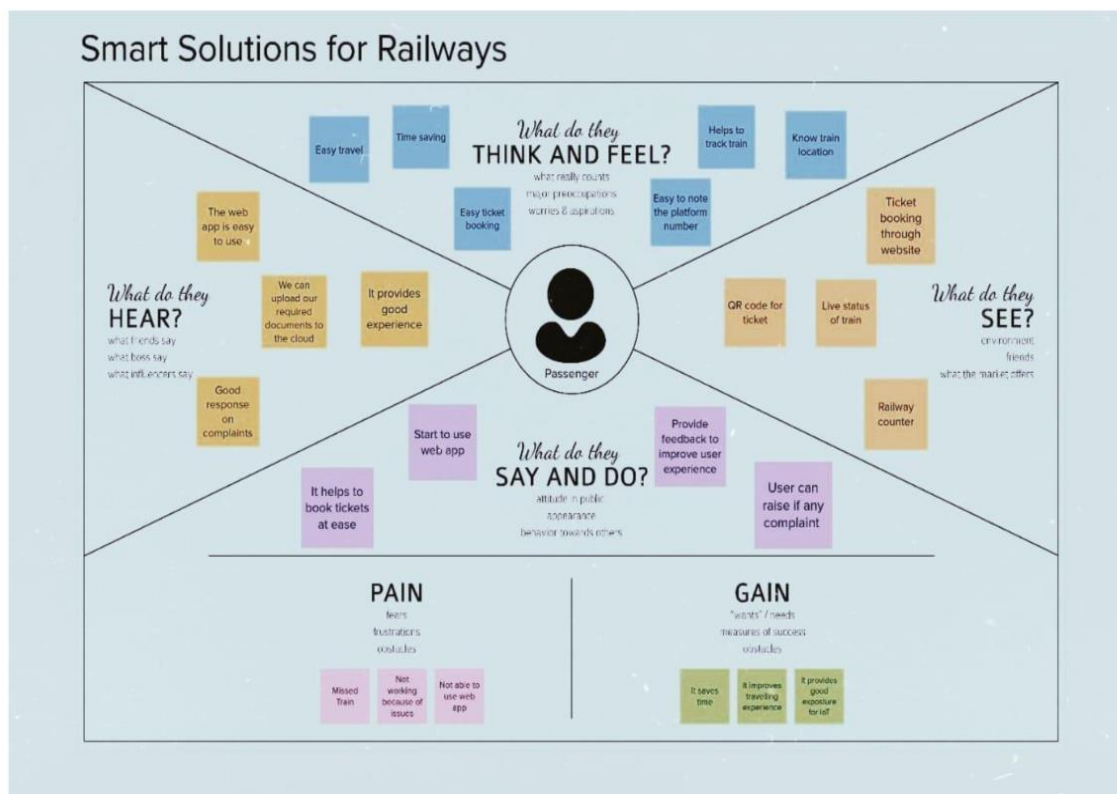 Smart Solutions for Railways
What do they
THINK AND FEEL?
what really counts
major preoccupations
worries & aspirations
Easy travel
Time saving
Easy ticket
booking
Helps to
track train
Know train
location
Easy to note
the platform
number
What do they
HEAR?
what friends say
what boss say
what influencers say
The web
app is easy
to use
We can
upload our
required
documents to
the cloud
It provides
good
experience
Good
response
on
complaints
Passenger
What do they
SEE?
environment
friends
what the market offers
Ticket
booking
through
website
QR code for
ticket
Live status
of train
Railway
counter
What do they
SAY AND DO?
attitude in public
appearance
behavior towards others
Start to use
web app
It helps to
book tickets
at ease
Provide
feedback to
improve user
experience
User can
raise if any
complaint
PAIN
fears
frustrations
obstacles
Missed
Train
Not
working
because of
issues
Not able to
use web
app
GAIN
"wants" / needs
measures of success
obstacles
It saves
time
It improves
travelling
experience
It provides
good
exposure
for IoT